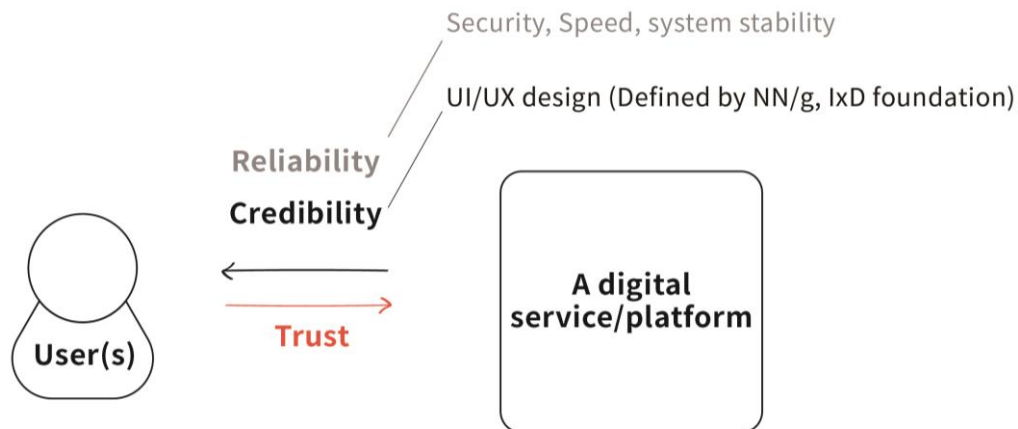 Security, Speed, system stability
UI/UX design (Defined by NN/g, IxD foundation)
Reliability
Credibility
Trust
User(s)
A digital
service/platform